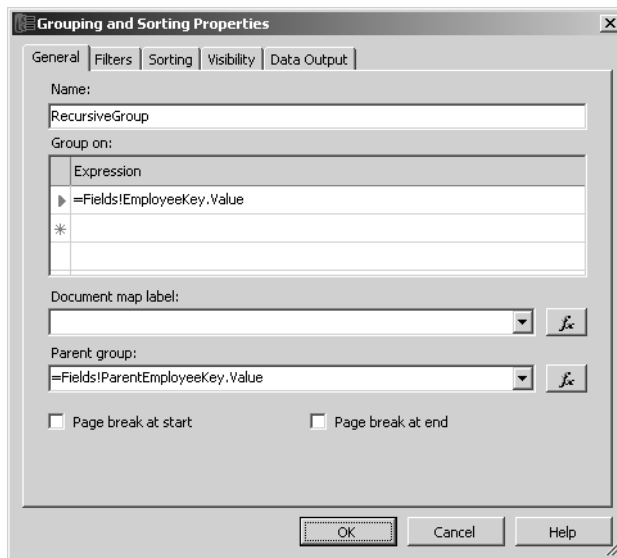 Grouping and Sorting Properties
General Filters Sorting Visibility Data Output
Name:
RecursiveGroup
Group on:
Expression
=Fields!EmployeeKey.Value
Document map label:
fx
Parent group:
=Fields!ParentEmployeeKey.Value
fx
Page break at start Page break at end
OK Cancel Help